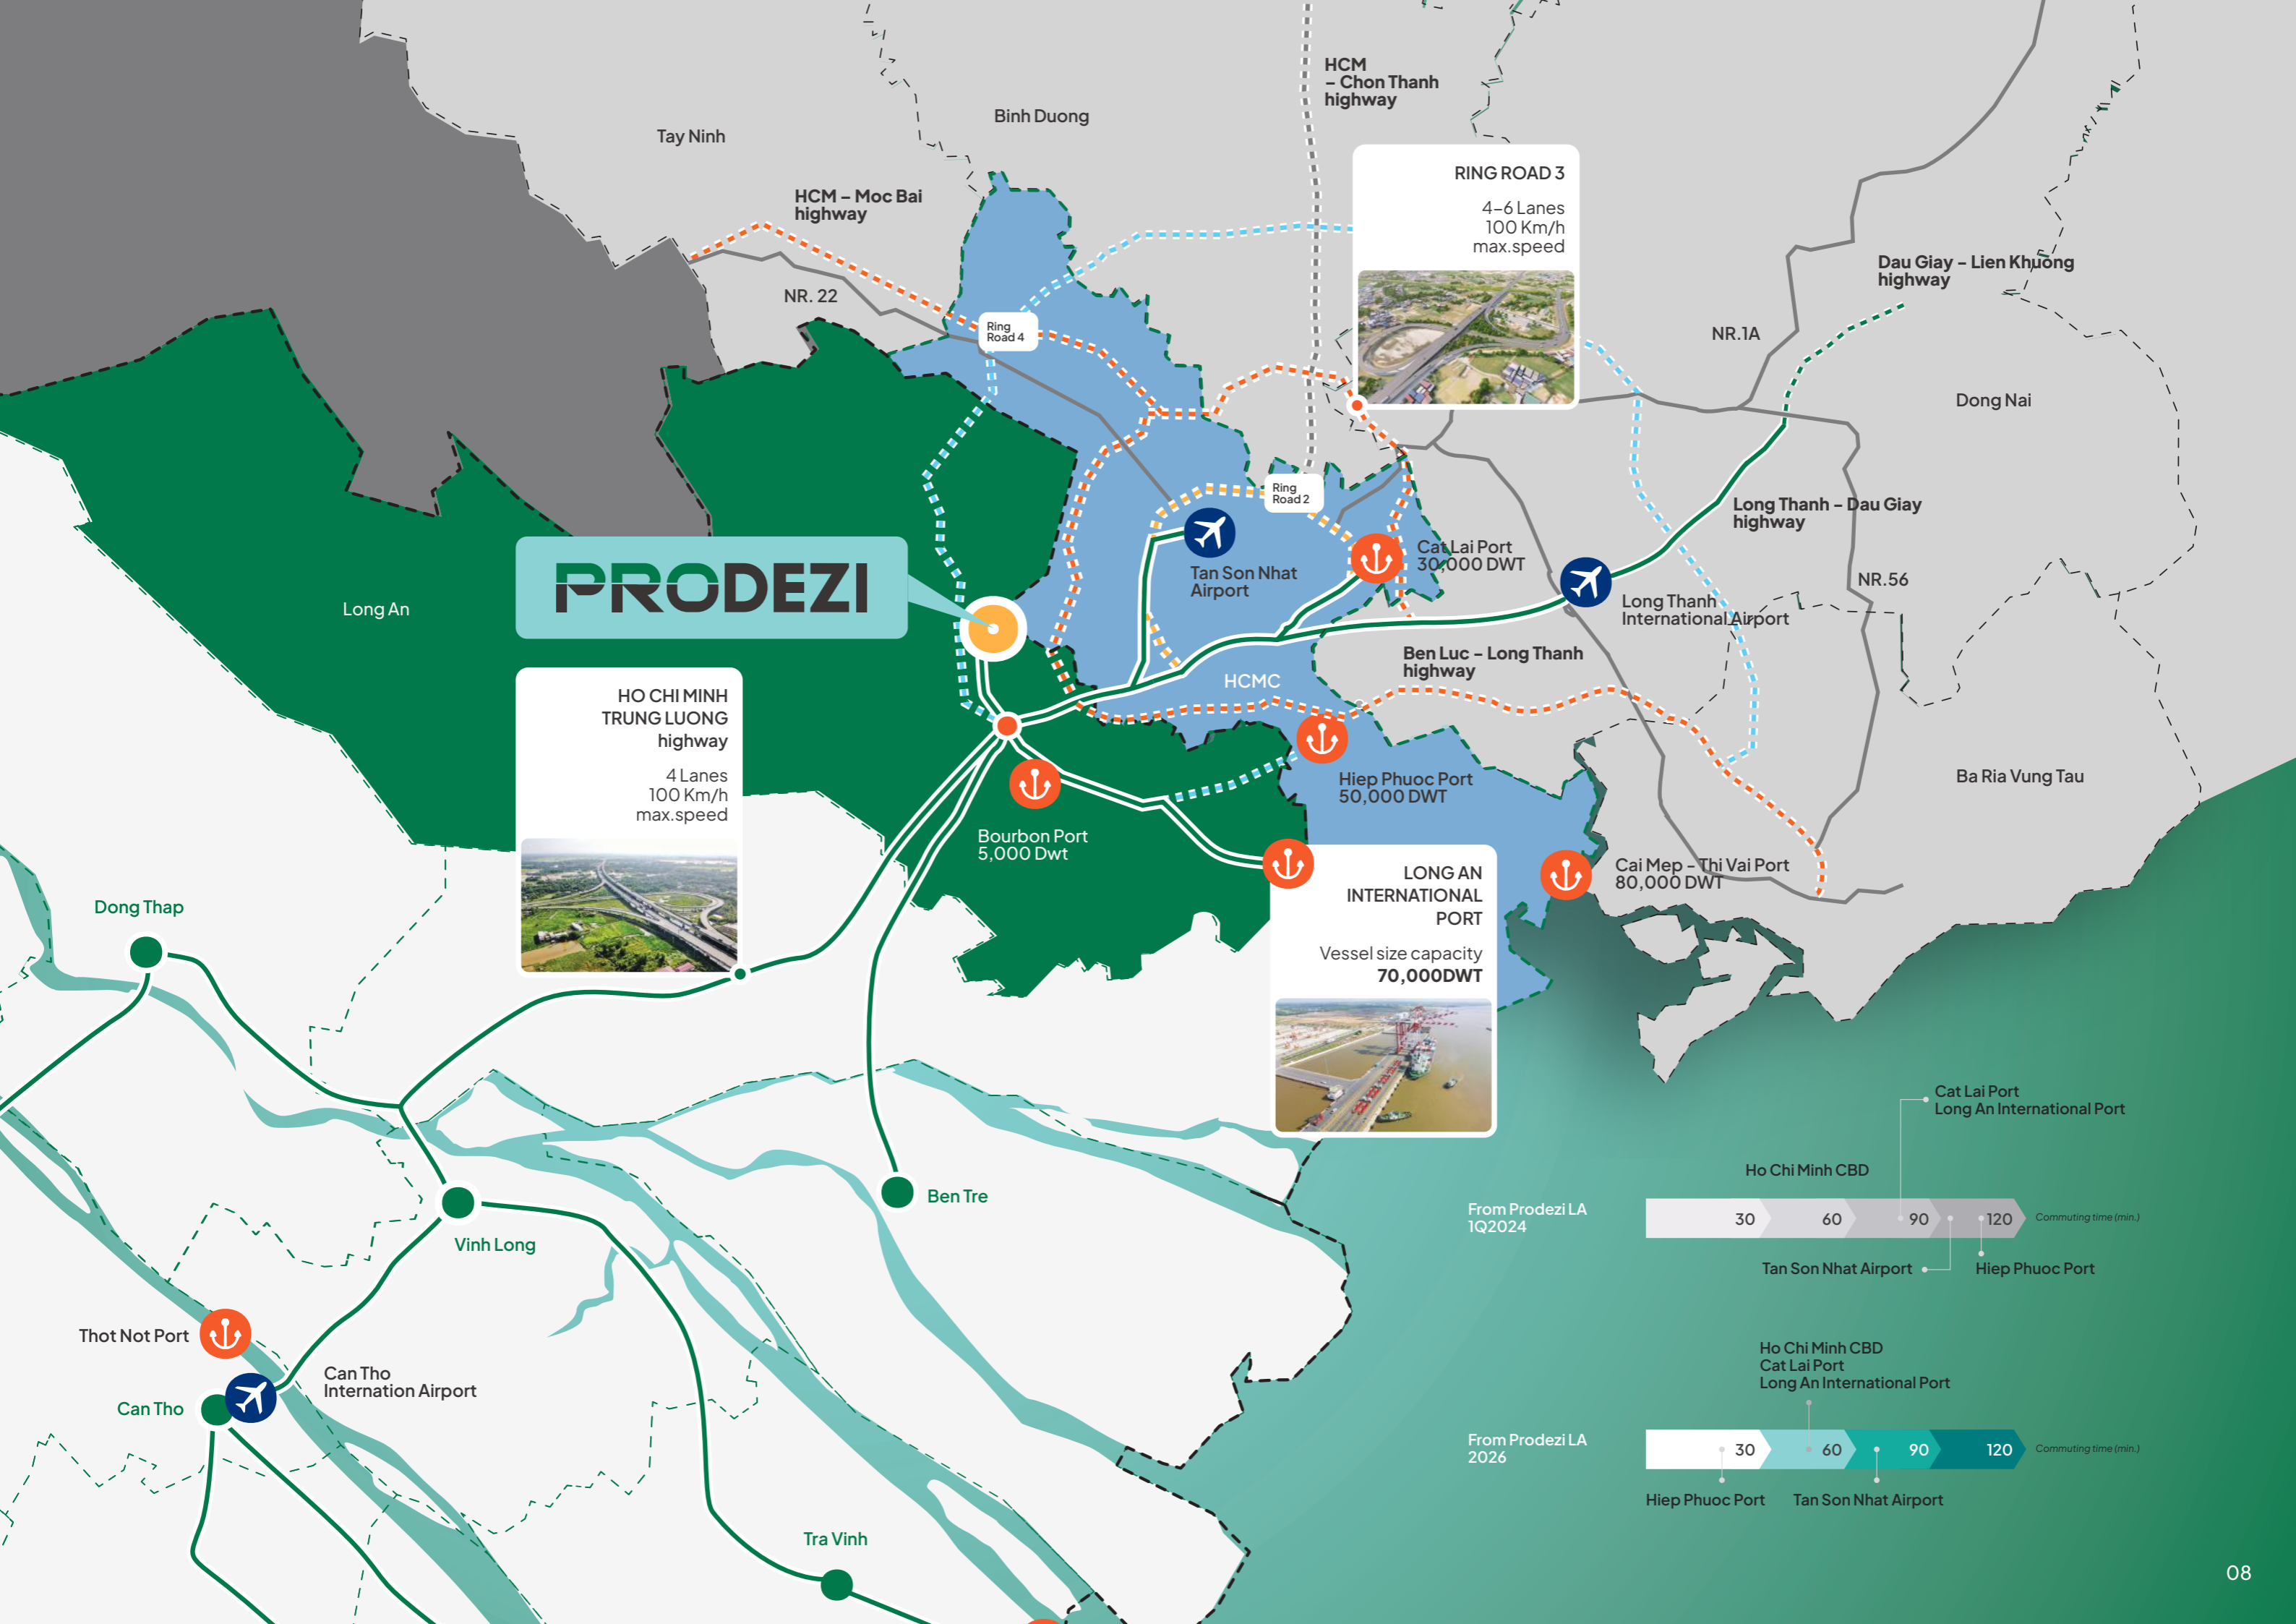 HCM
– Chon Thanh
highway
Binh Duong
Tay Ninh
RING ROAD 3
4–6 Lanes
100 Km/h
max.speed
HCM – Moc Bai
highway
Dau Giay – Lien Khuong
highway
NR. 22
Ring
Road 4
NR.1A
Dong Nai
Ring
Road 2
Long Thanh – Dau Giay
highway
Cat Lai Port
30,000 DWT
Tan Son Nhat
Airport
NR.56
PRODEZI
Long An
Long Thanh
International Airport
Ben Luc – Long Thanh
highway
HCMC
HO CHI MINH
TRUNG LUONG
highway
4 Lanes
100 Km/h
max.speed
Hiep Phuoc Port
50,000 DWT
Ba Ria Vung Tau
Bourbon Port
5,000 Dwt
LONG AN
INTERNATIONAL
PORT
Vessel size capacity
70,000DWT
Cai Mep – Thi Vai Port
80,000 DWT
Dong Thap
Ben Tre
Vinh Long
Thot Not Port
Can Tho
Internation Airport
Can Tho
Tra Vinh
Cat Lai Port
Long An International Port
Ho Chi Minh CBD
From Prodezi LA
1Q2024
30 60 90 120
Commuting time (min.)
Tan Son Nhat Airport
Hiep Phuoc Port
Ho Chi Minh CBD
Cat Lai Port
Long An International Port
From Prodezi LA
2026
30 60 90 120
Commuting time (min.)
Hiep Phuoc Port
Tan Son Nhat Airport
08